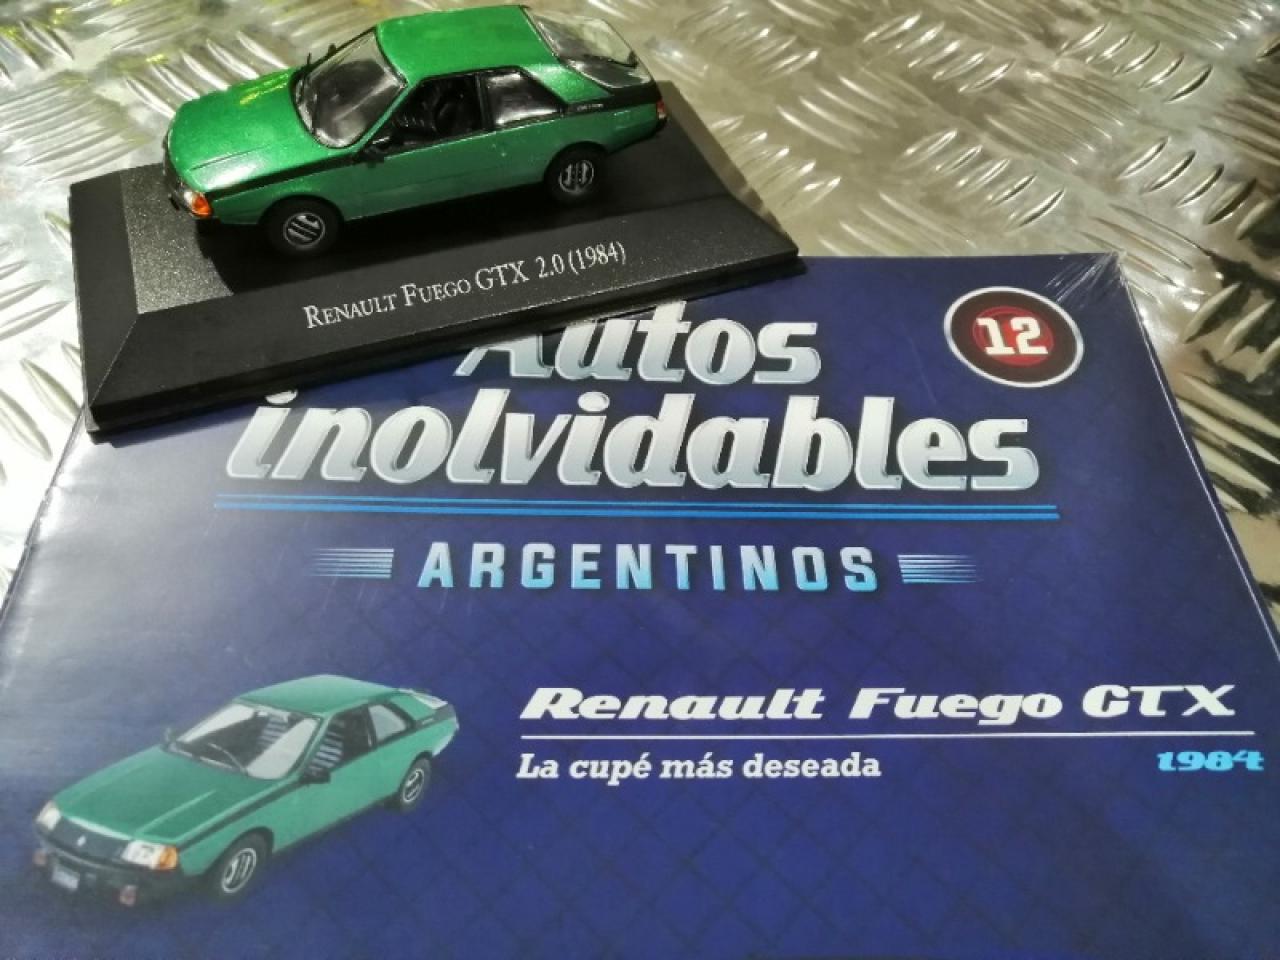 RENAULT FUEGO GTX 2.0 (1984)
12
Autos
inolvidables
ARGENTINOS
Renault Fuego GTX
La cupé más deseada
1984